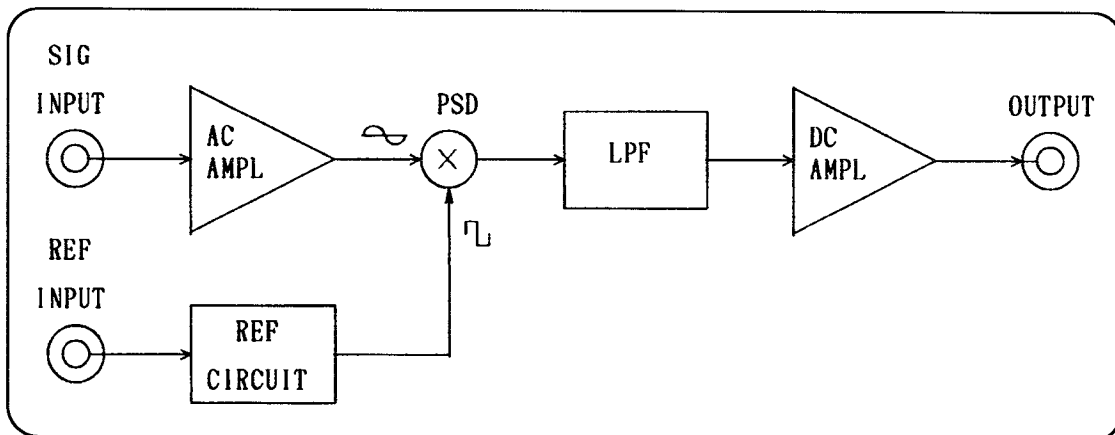 SIG
INPUT
AC
AMPL
PSD
X
LPF
DC
AMPL
OUTPUT
REF
INPUT
REF
CIRCUIT